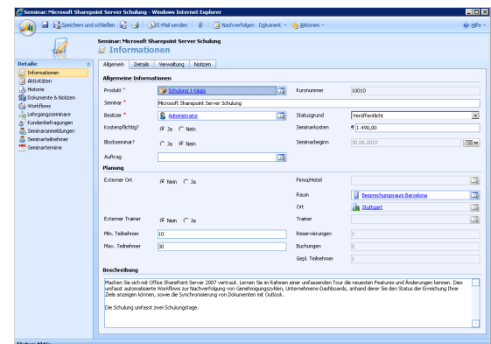 Seminar: Microsoft Sharepoint Server Schulung - Windows Internet Explorer
Speichern und schließen E-Mail senden Nachverfolgen Dokument Aktionen Hilfe
Seminar: Microsoft Sharepoint Server Schulung
Informationen
Details:
Informationen
Aktivitäten
Historie
Dokumente & Notizen
Workflows
Lehrgangsseminare
Kundenbefragungen
Seminaranmeldungen
Seminarteilnehmer
Seminartermine
Allgemein Details Verwaltung Notizen
Allgemeine Informationen
Produkt * Schulung 2-tägig Kursnummer 10010
Seminar * Microsoft Sharepoint Server Schulung
Besitzer * Administrator Statusgrund Veröffentlicht
Kostenpflichtig? Ja Nein Seminarkosten € 1.490,00
Blockseminar? Ja Nein Seminarbeginn 30.06.2010
Auftrag
Planung
Externer Ort Nein Ja Firma/Hotel
Raum Besprechungsraum Barcelona
Ort Stuttgart
Externer Trainer Nein Ja Trainer
Min. Teilnehmer 10 Reservierungen 1
Max. Teilnehmer 30 Buchungen 0
Gepl. Teilnehmer 1
Beschreibung
Machen Sie sich mit Office SharePoint Server 2007 vertraut. Lernen Sie im Rahmen einer umfassenden Tour die neuesten Features und Änderungen kennen. Dies
umfasst automatisierte Workflows zur Nachverfolgung von Genehmigungszyklen, Unternehmens-Dashboards, anhand derer Sie den Status der Erreichung Ihrer
Ziele anzeigen können, sowie die Synchronisierung von Dokumenten mit Outlook.
Die Schulung umfasst zwei Schulungstage.